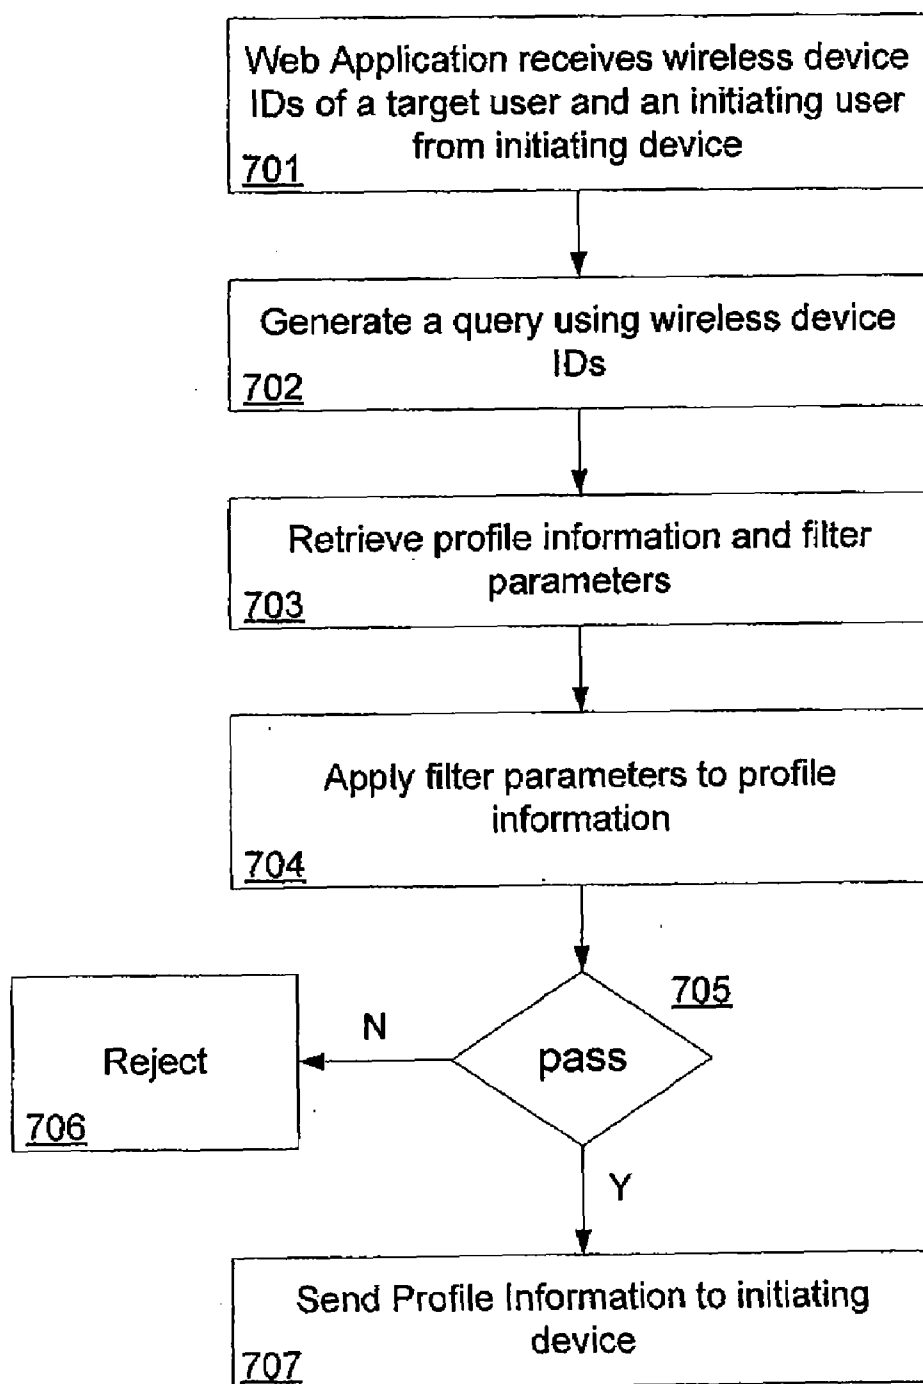 Web Application receives wireless device
IDs of a target user and an initiating user
from initiating device
701
Generate a query using wireless device
IDs
702
Retrieve profile information and filter
parameters
703
Apply filter parameters to profile
information
704
705
pass
N
Reject
706
Y
Send Profile Information to initiating
device
707